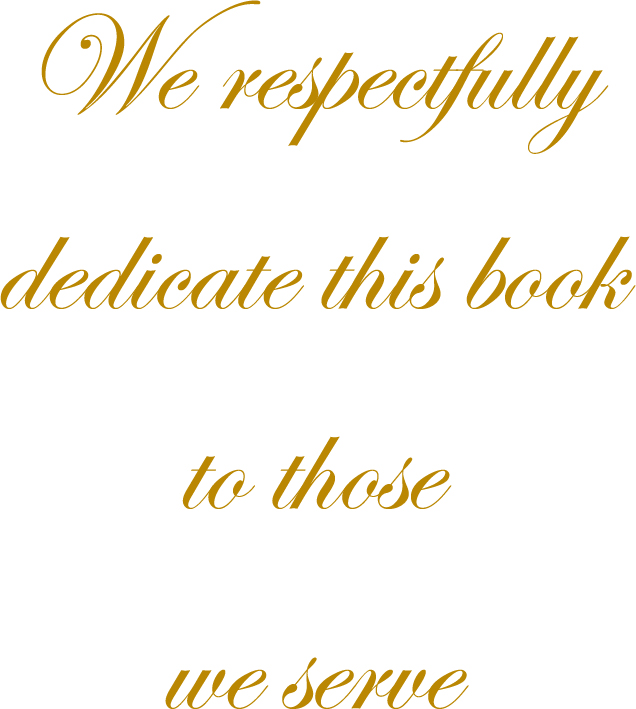 We respectfully
dedicate this book
to those
we serve